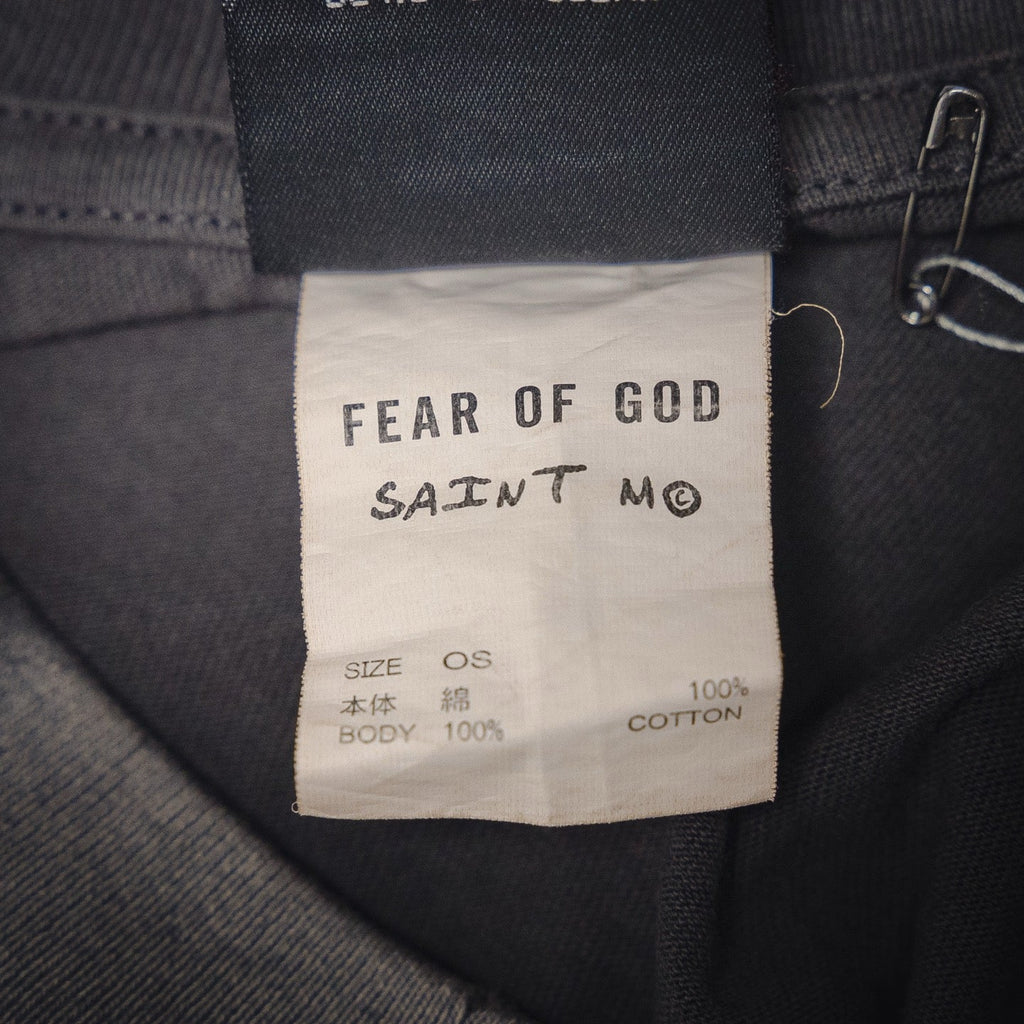 FEAR OF GOD
SAINT M©
SIZE OS
本体 綿
BODY 100%
100%
COTTON